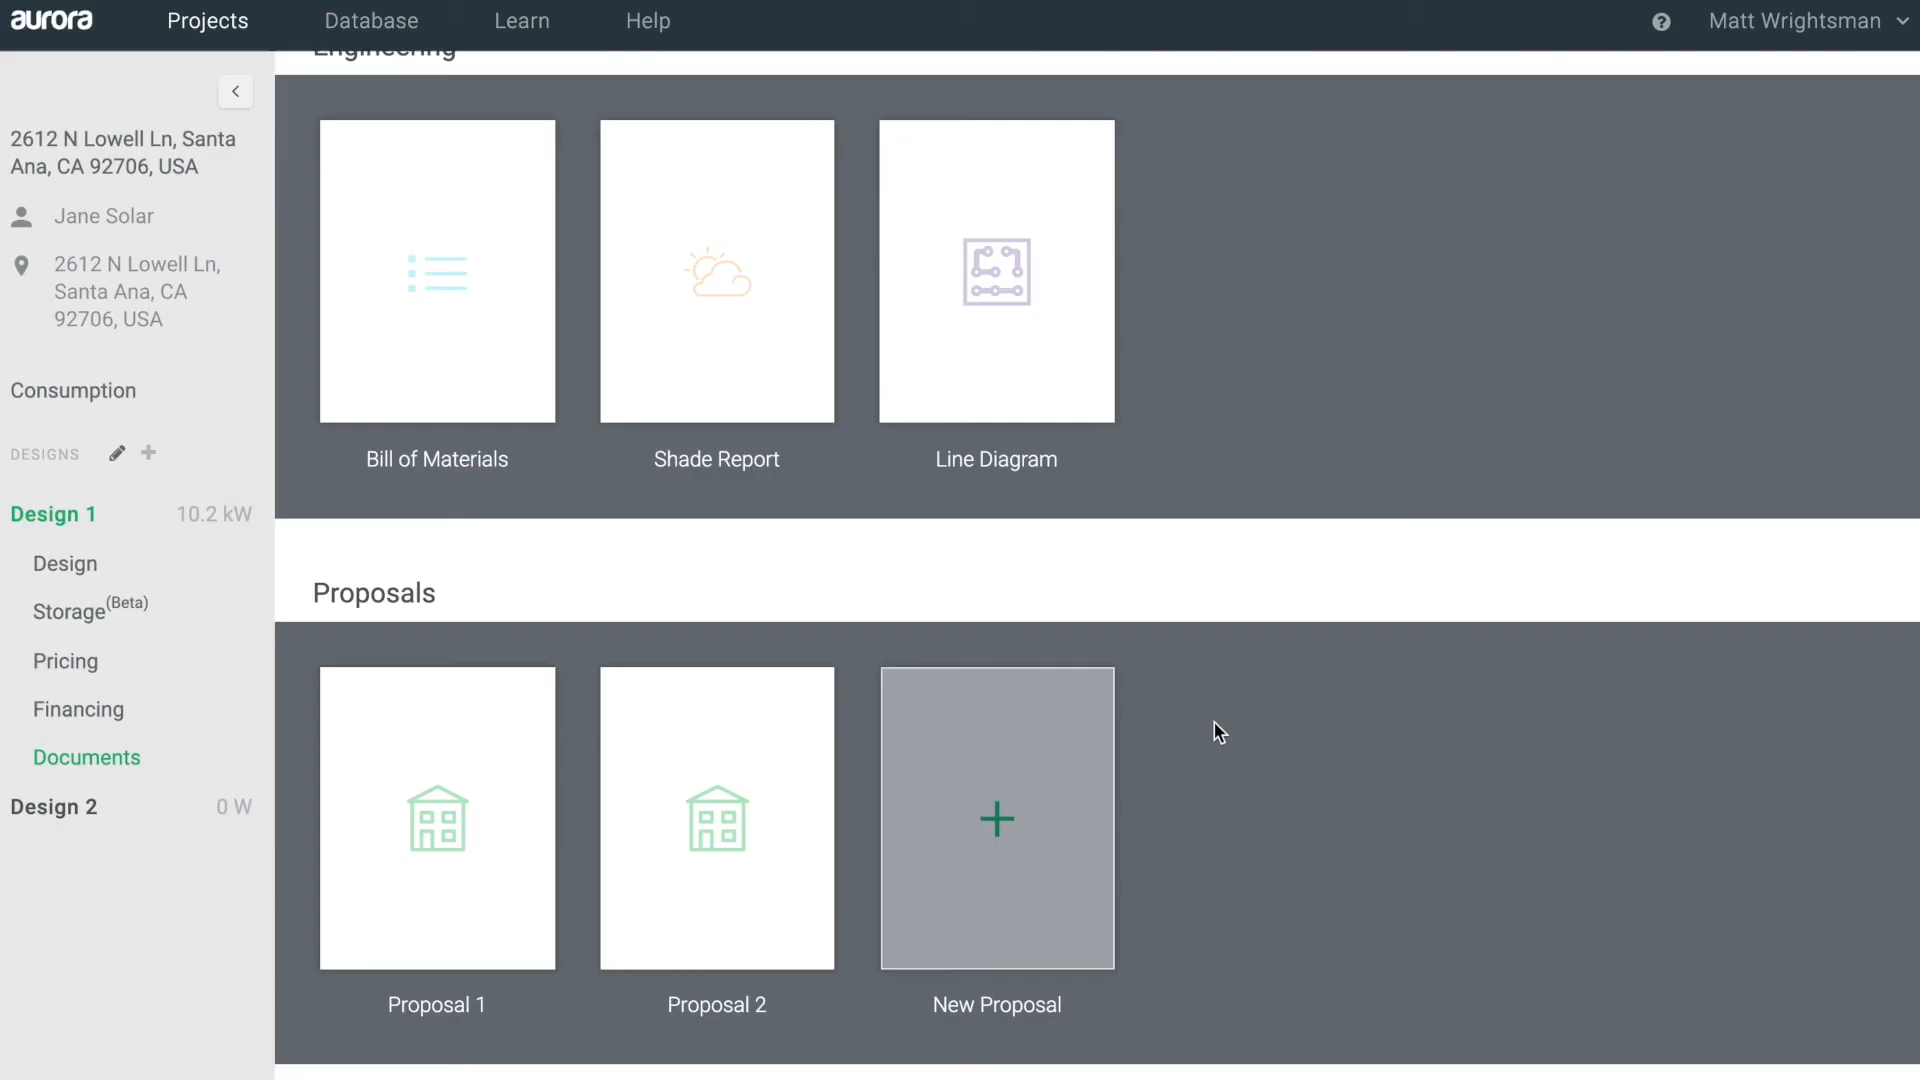 aurora
Projects
Database
Learn
Help
Matt Wrightsman
2612 N Lowell Ln, Santa
Ana, CA 92706, USA
Jane Solar
2612 N Lowell Ln,
Santa Ana, CA
92706, USA
Consumption
DESIGNS
Design 1 10.2 kW
Design
Storage(Beta)
Pricing
Financing
Documents
Design 2 0 W
Engineering
Bill of Materials
Shade Report
Line Diagram
Proposals
Proposal 1
Proposal 2
New Proposal